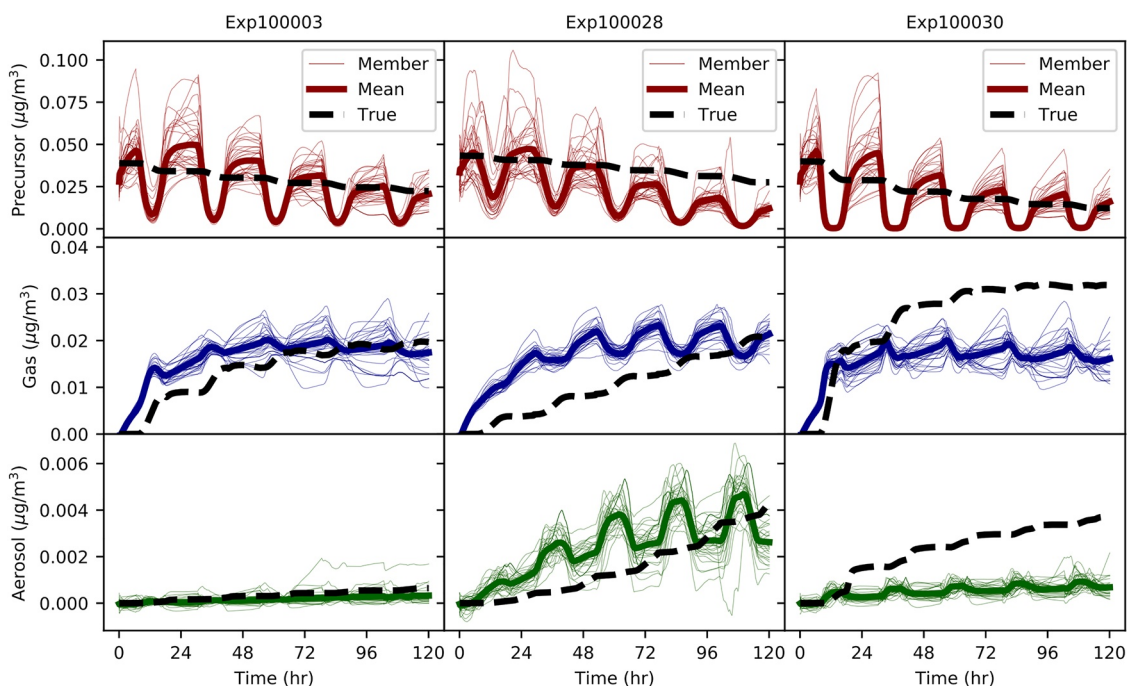 Exp100003 Exp100028 Exp100030
Precursor (μg/m³)
0.100
0.075
0.050
0.025
0.000
Member
Mean
True
Member
Mean
True
Member
Mean
True
Gas (μg/m³)
0.04
0.03
0.02
0.01
0.00
Aerosol (μg/m³)
0.006
0.004
0.002
0.000
0 24 48 72 96 120 0 24 48 72 96 120 0 24 48 72 96 120
Time (hr) Time (hr) Time (hr)